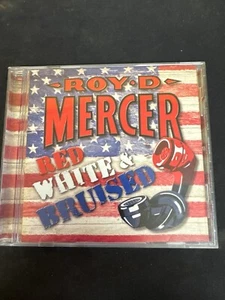 ROY·D·
MERCER
RED
WHITE &
BRUISED